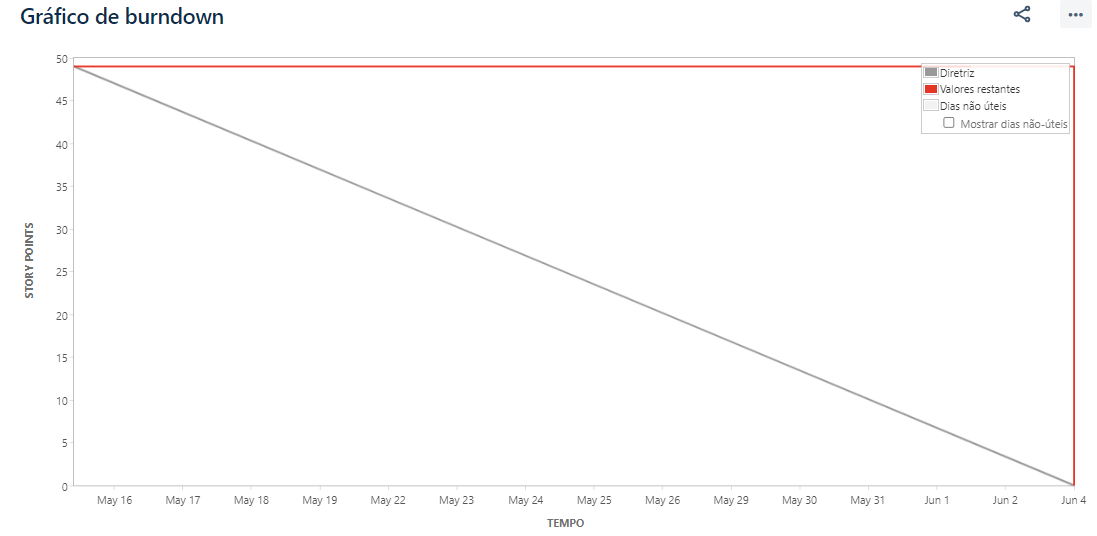 Gráfico de burndown
50
45
40
35
30
25
20
15
10
5
0
STORY POINTS
Diretriz
Valores restantes
Dias não úteis
Mostrar dias não-úteis
May 16 May 17 May 18 May 19 May 22 May 23 May 24 May 25 May 26 May 29 May 30 May 31 Jun 1 Jun 2 Jun 4
TEMPO